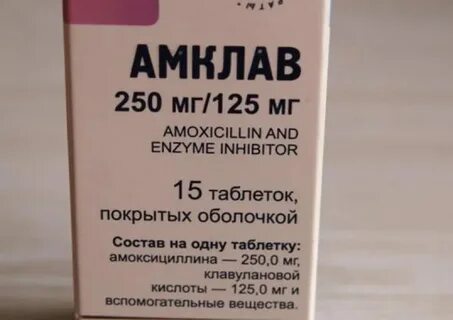 АМКЛАВ
250 мг/125 мг
AMOXICILLIN AND
ENZYME INHIBITOR
15 таблеток,
покрытых оболочкой
Состав на одну таблетку:
амоксициллина — 250,0 мг,
клавулановой
кислоты — 125,0 мг и
вспомогательные вещества.